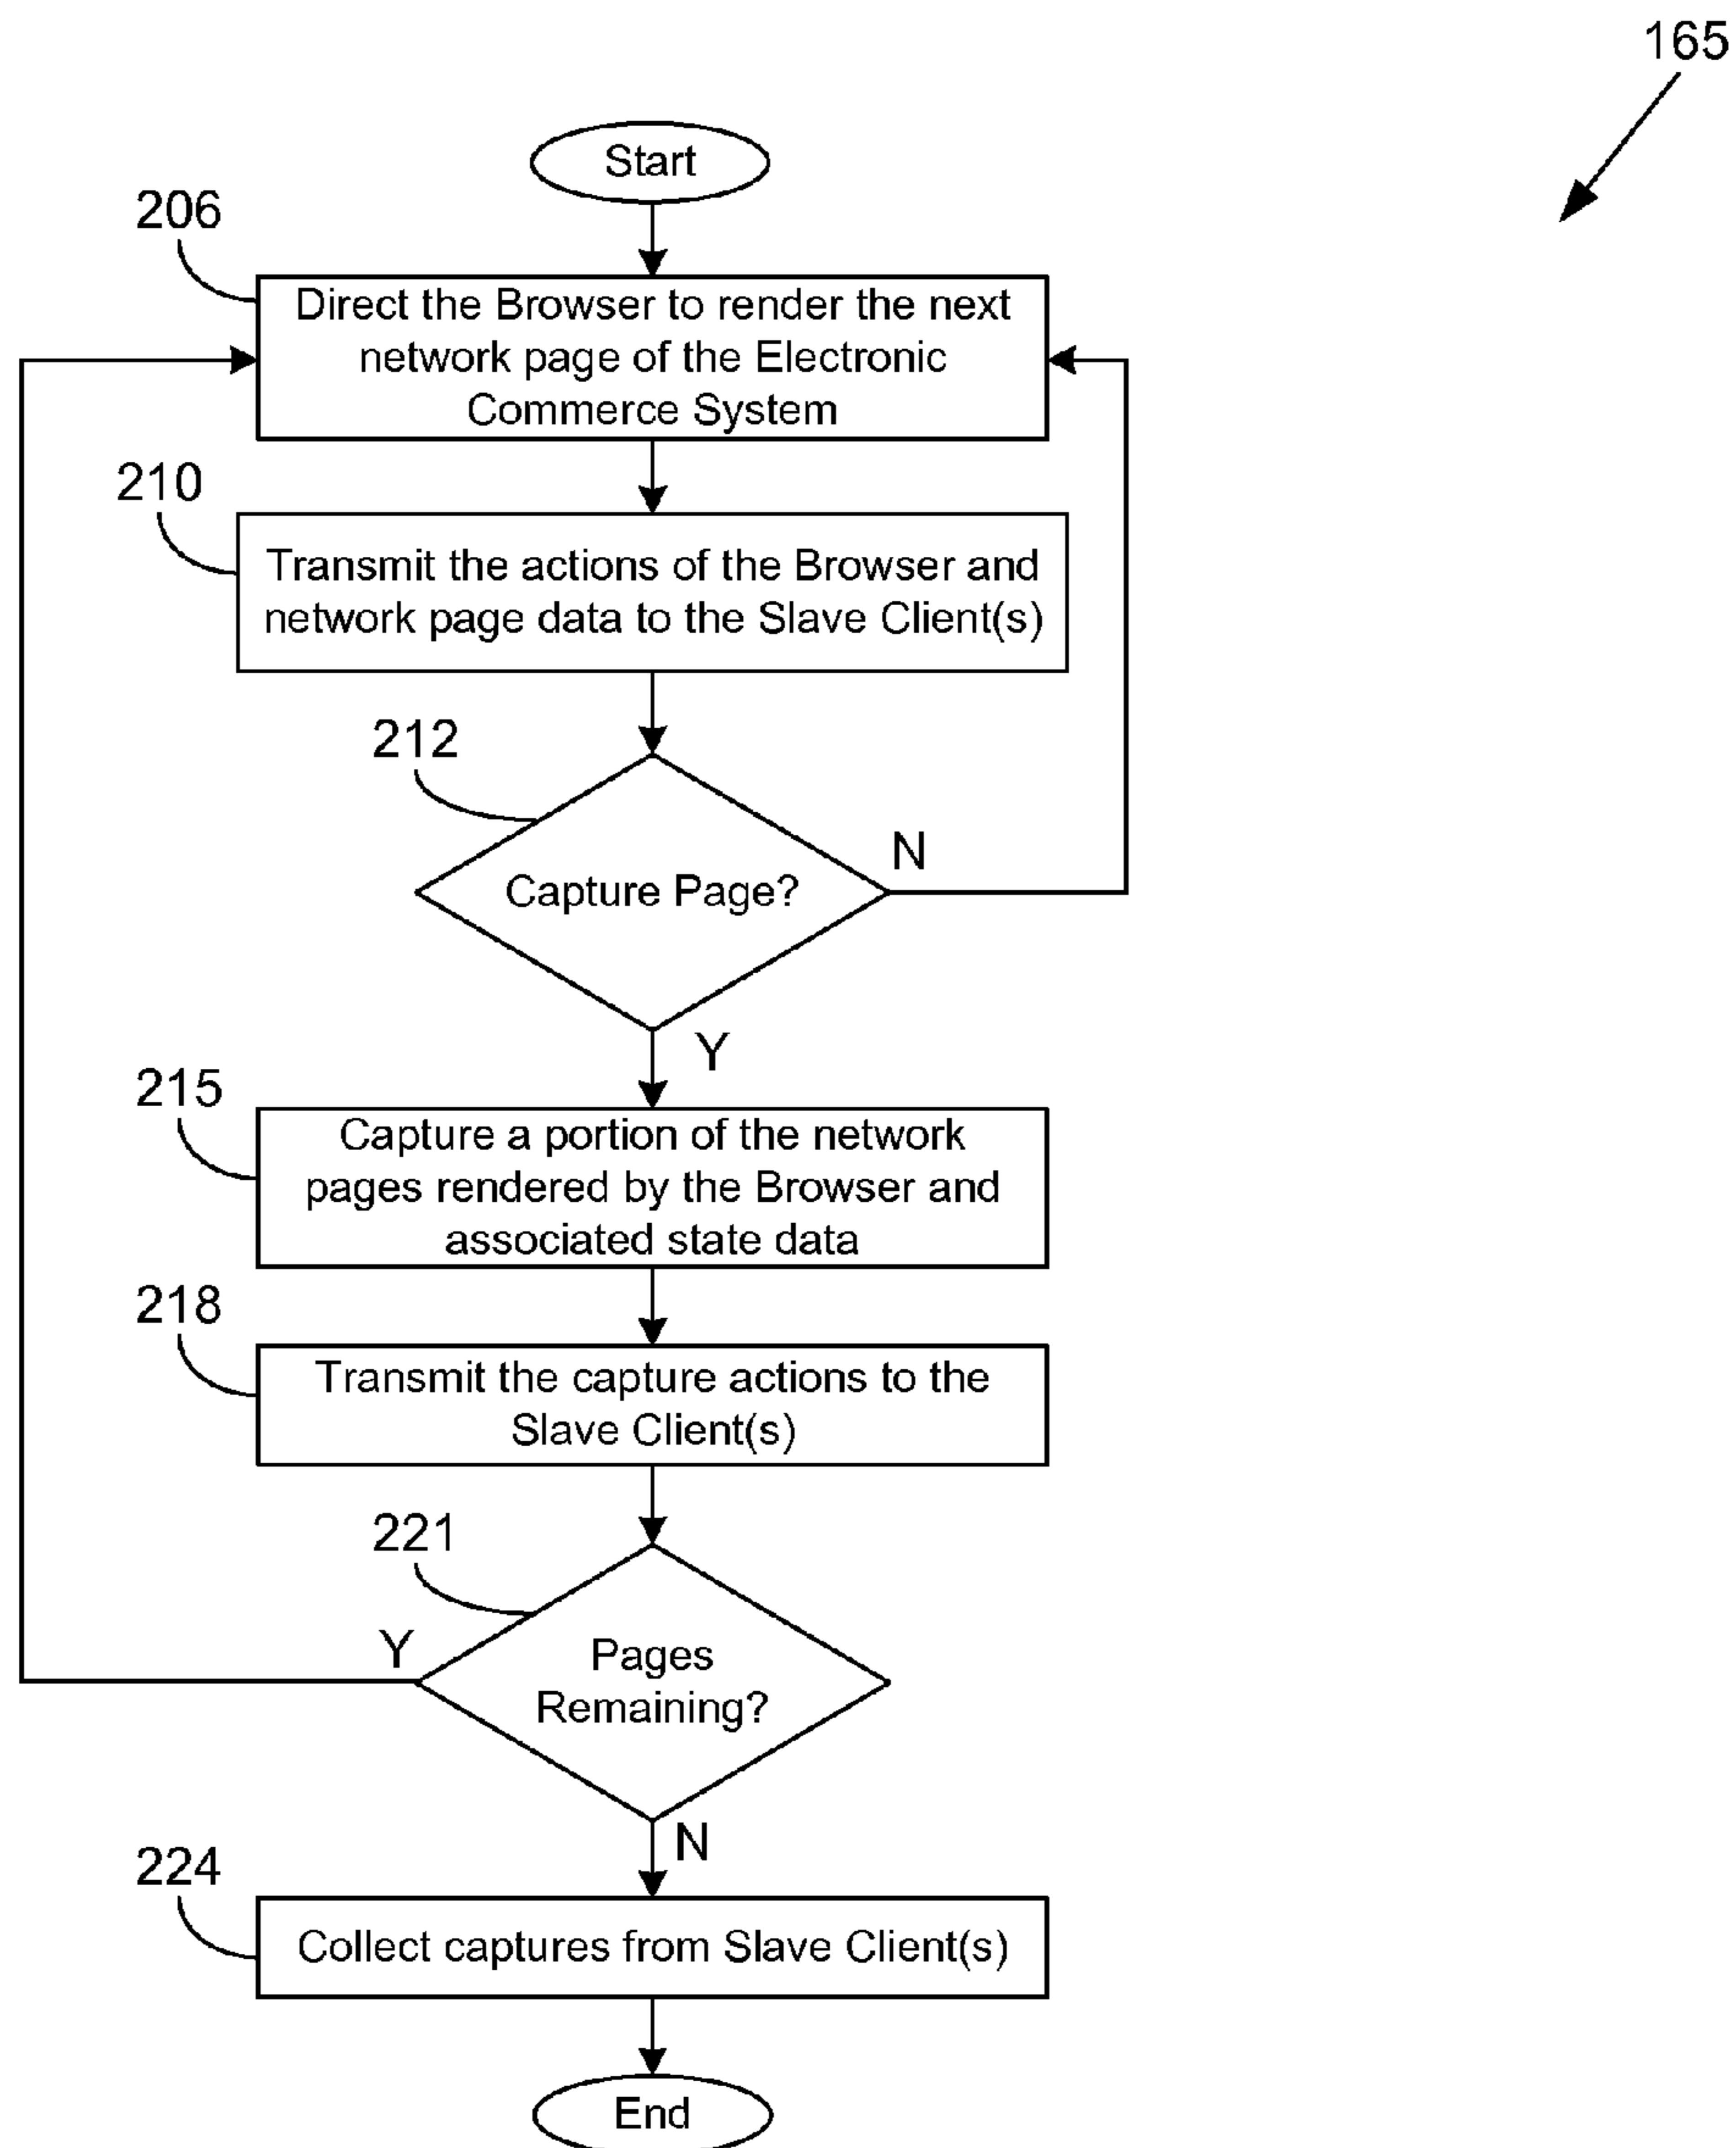 165
Start
206
Direct the Browser to render the next
network page of the Electronic
Commerce System
210
Transmit the actions of the Browser and
network page data to the Slave Client(s)
212
Capture Page?
N
Y
215
Capture a portion of the network
pages rendered by the Browser and
associated state data
218
Transmit the capture actions to the
Slave Client(s)
221
Y
Pages
Remaining?
N
224
Collect captures from Slave Client(s)
End